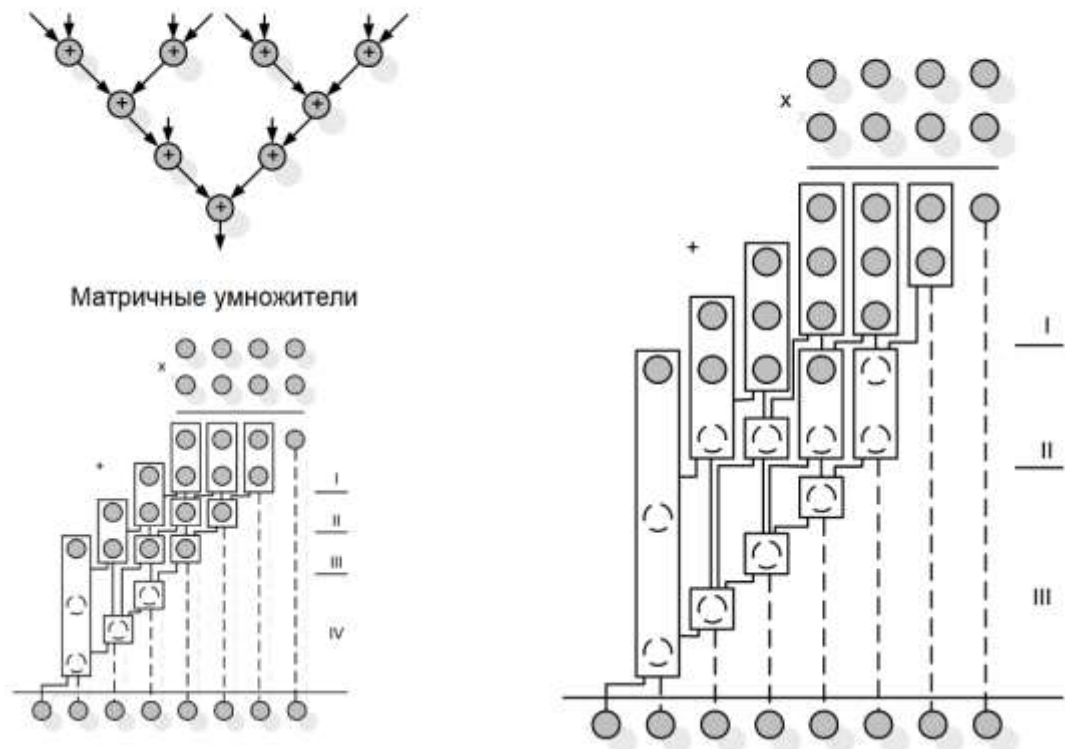 + + + +
+ +
+ +
+
Матричные умножители
x
+
I
II
III
IV
x
+
I
II
III